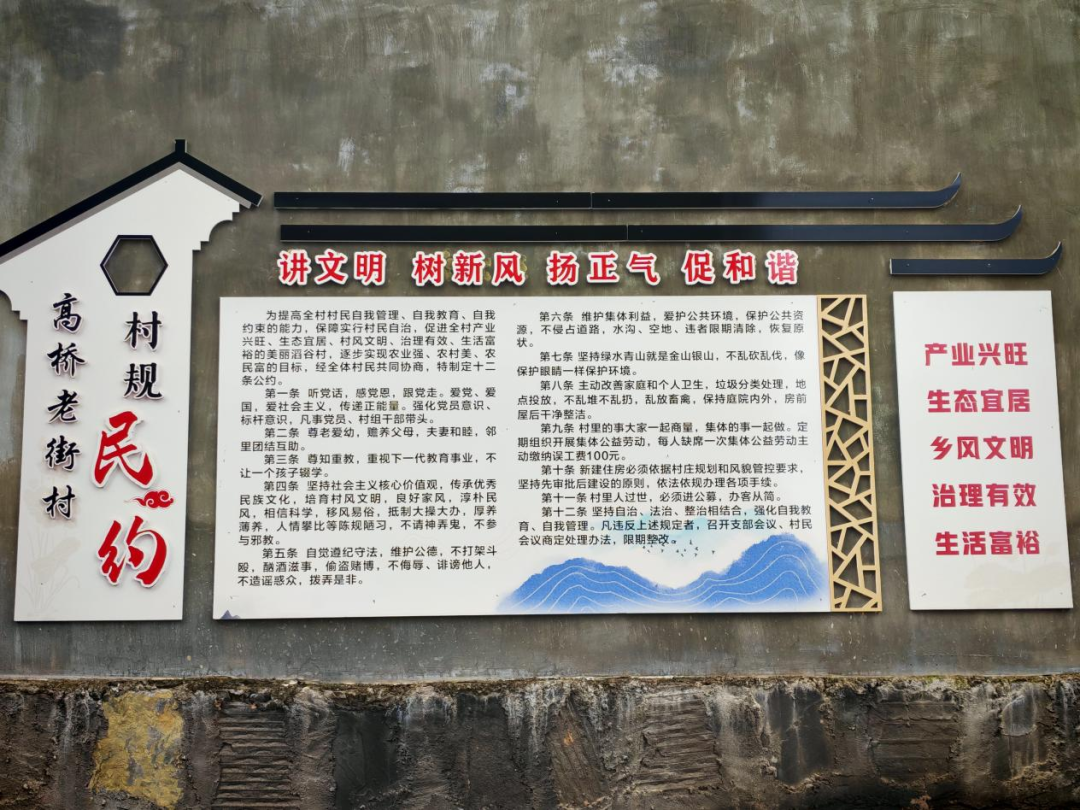 高桥老街村
村规
民约
讲文明 树新风 扬正气 促和谐
为提高全村村民自我管理、自我教育、自我
约束的能力，保障实行村民自治，促进全村产业
兴旺、生态宜居、村风文明、治理有效、生活富
裕的美丽滔谷村，逐步实现农业强、农村美、农
民富的目标，经全体村民共同协商，特制定十二
条公约。
第一条 听党话，感党恩，跟党走。爱党、爱
国，爱社会主义，传递正能量。强化党员意识、
标杆意识，凡事党员、村组干部带头。
第二条 尊老爱幼，赡养父母，夫妻和睦，邻
里团结互助。
第三条 尊知重教，重视下一代教育事业，不
让一个孩子辍学。
第四条 坚持社会主义核心价值观，传承优秀
民族文化，培育村风文明，良好家风，淳朴民
风，相信科学，移风易俗，抵制大操大办，厚养
薄养，人情攀比等陈规陋习，不请神弄鬼，不参
与邪教。
第五条 自觉遵纪守法，维护公德，不打架斗
殴，酗酒滋事，偷盗赌博，不侮辱、诽谤他人，
不造谣惑众，拨弄是非。
第六条 维护集体利益，爱护公共环境，保护公共资
源，不侵占道路，水沟、空地、违者限期清除，恢复原
状。
第七条 坚持绿水青山就是金山银山，不乱砍乱伐，像
保护眼睛一样保护环境。
第八条 主动改善家庭和个人卫生，垃圾分类处理，地
点投放，不乱堆不乱扔，乱放畜禽，保持庭院内外，房前
屋后干净整洁。
第九条 村里的事大家一起商量，集体的事一起做。定
期组织开展集体公益劳动，每人缺席一次集体公益劳动主
动缴纳误工费100元。
第十条 新建住房必须依据村庄规划和风貌管控要求，
坚持先审批后建设的原则，依法依规办理各项手续。
第十一条 村里人过世，必须进公募，办客从简。
第十二条 坚持自治、法治、整治相结合，强化自我教
育、自我管理。凡违反上述规定者，召开支部会议、村民
会议商定处理办法，限期整改。
产业兴旺
生态宜居
乡风文明
治理有效
生活富裕